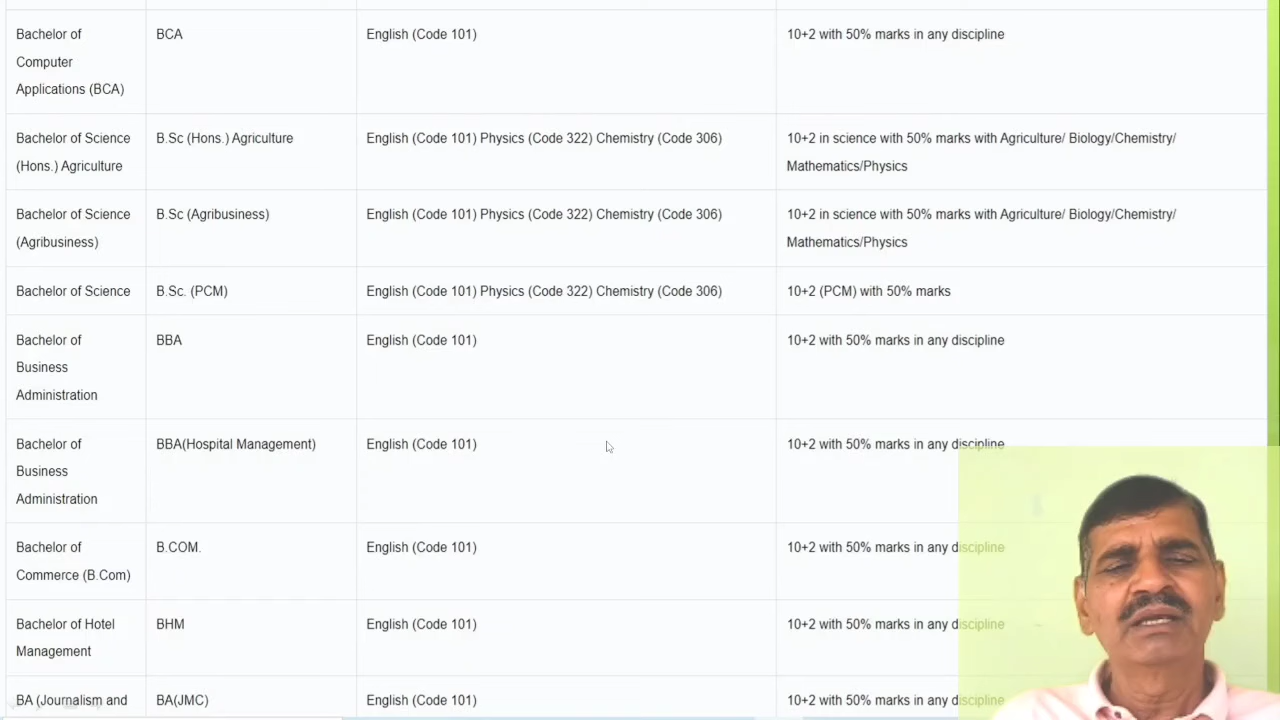 Bachelor of
Computer
Applications (BCA)
BCA
English (Code 101)
10+2 with 50% marks in any discipline
Bachelor of Science
(Hons.) Agriculture
B.Sc (Hons.) Agriculture
English (Code 101) Physics (Code 322) Chemistry (Code 306)
10+2 in science with 50% marks with Agriculture/ Biology/Chemistry/
Mathematics/Physics
Bachelor of Science
(Agribusiness)
B.Sc (Agribusiness)
English (Code 101) Physics (Code 322) Chemistry (Code 306)
10+2 in science with 50% marks with Agriculture/ Biology/Chemistry/
Mathematics/Physics
Bachelor of Science
B.Sc. (PCM)
English (Code 101) Physics (Code 322) Chemistry (Code 306)
10+2 (PCM) with 50% marks
Bachelor of
Business
Administration
BBA
English (Code 101)
10+2 with 50% marks in any discipline
Bachelor of
Business
Administration
BBA(Hospital Management)
English (Code 101)
10+2 with 50% marks in any discipline
Bachelor of
Commerce (B.Com)
B.COM.
English (Code 101)
10+2 with 50% marks in any discipline
Bachelor of Hotel
Management
BHM
English (Code 101)
10+2 with 50% marks in any discipline
BA (Journalism and
BA(JMC)
English (Code 101)
10+2 with 50% marks in any discipline